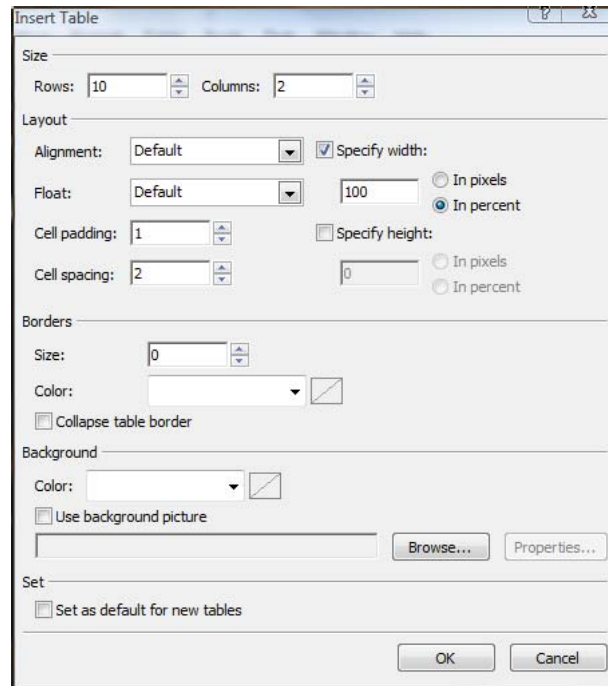 Insert Table
Size
Rows: 10 Columns: 2
Layout
Alignment: Default Specify width:
Float: Default 100 In pixels
In percent
Cell padding: 1 Specify height:
Cell spacing: 2 0 In pixels
In percent
Borders
Size: 0
Color:
Collapse table border
Background
Color:
Use background picture
Browse... Properties...
Set
Set as default for new tables
OK Cancel